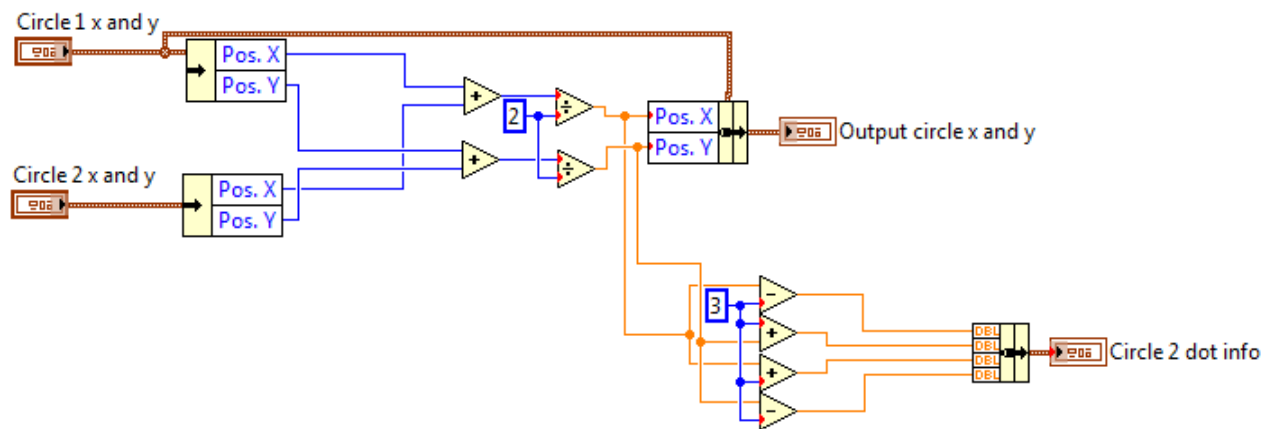 Circle 1 x and y
Pos. X
Pos. Y
+
÷
2
Pos. X
Pos. Y
Output circle x and y
+
÷
Circle 2 x and y
Pos. X
Pos. Y
3
-
+
+
-
DBL
DBL
DBL
DBL
Circle 2 dot info